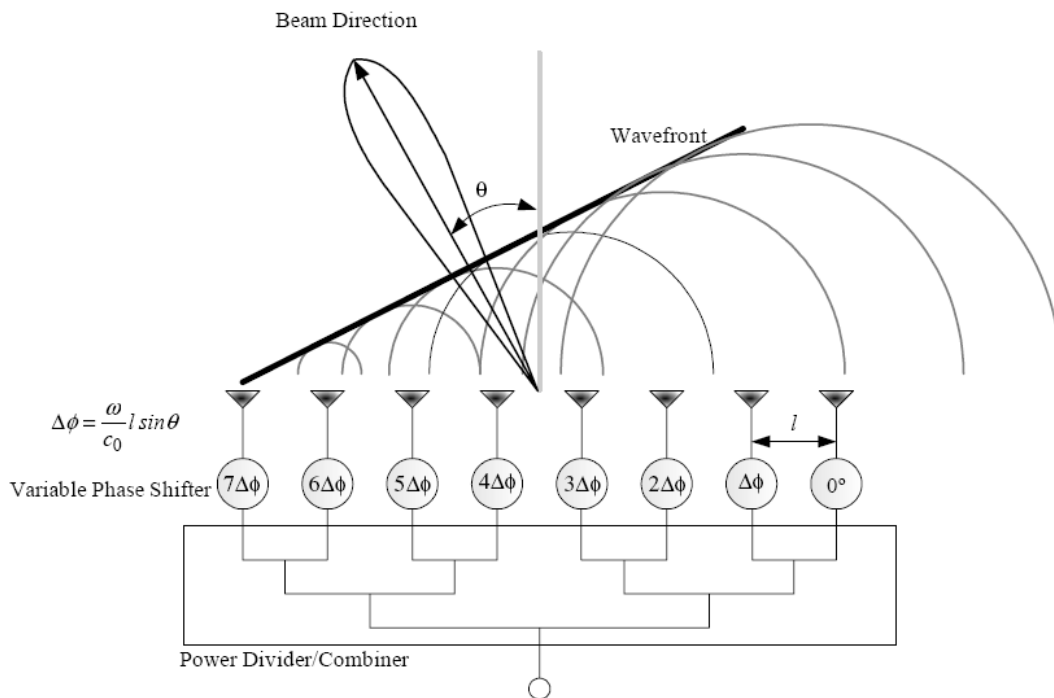 Beam Direction
Wavefront
θ
Δϕ = ω/c₀ l sin θ
l
Variable Phase Shifter
7Δϕ 6Δϕ 5Δϕ 4Δϕ 3Δϕ 2Δϕ Δϕ 0°
Power Divider/Combiner